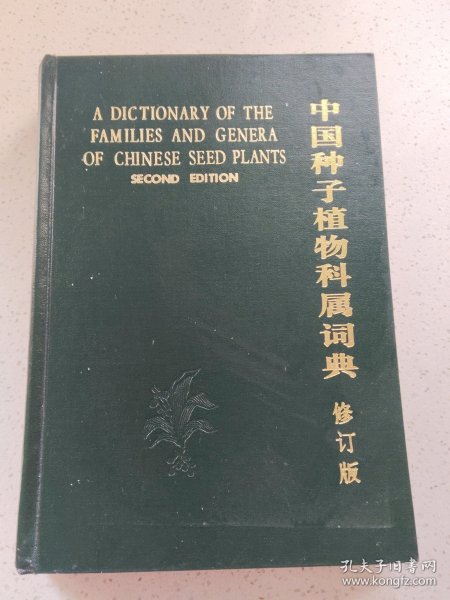 A DICTIONARY OF THE
FAMILIES AND GENERA
OF CHINESE SEED PLANTS
SECOND EDITION
中国种子植物科属词典
修订版
孔夫子旧书网
www.kongfz.com